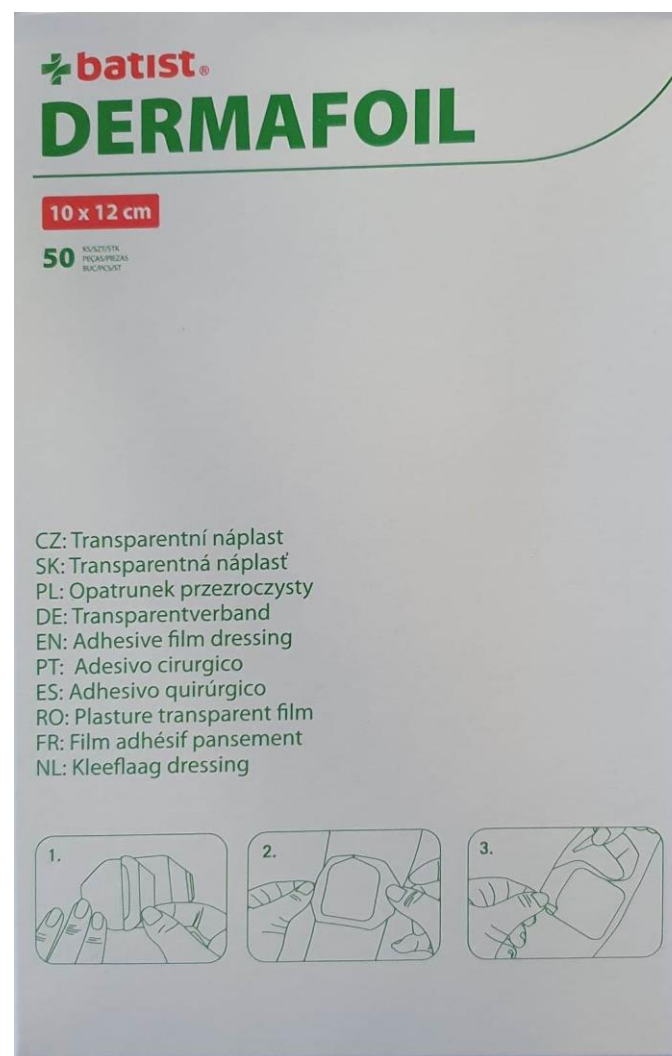 batist®
DERMAFOIL
10 x 12 cm
50 KS/SZT/STK
PEÇAS/PIEZAS
BUC/PCS/ST
CZ: Transparentní náplast
SK: Transparentná náplasť
PL: Opatrunek przezroczysty
DE: Transparentverband
EN: Adhesive film dressing
PT: Adesivo cirurgico
ES: Adhesivo quirúrgico
RO: Plasture transparent film
FR: Film adhésif pansement
NL: Kleeflaag dressing
1.
2.
3.